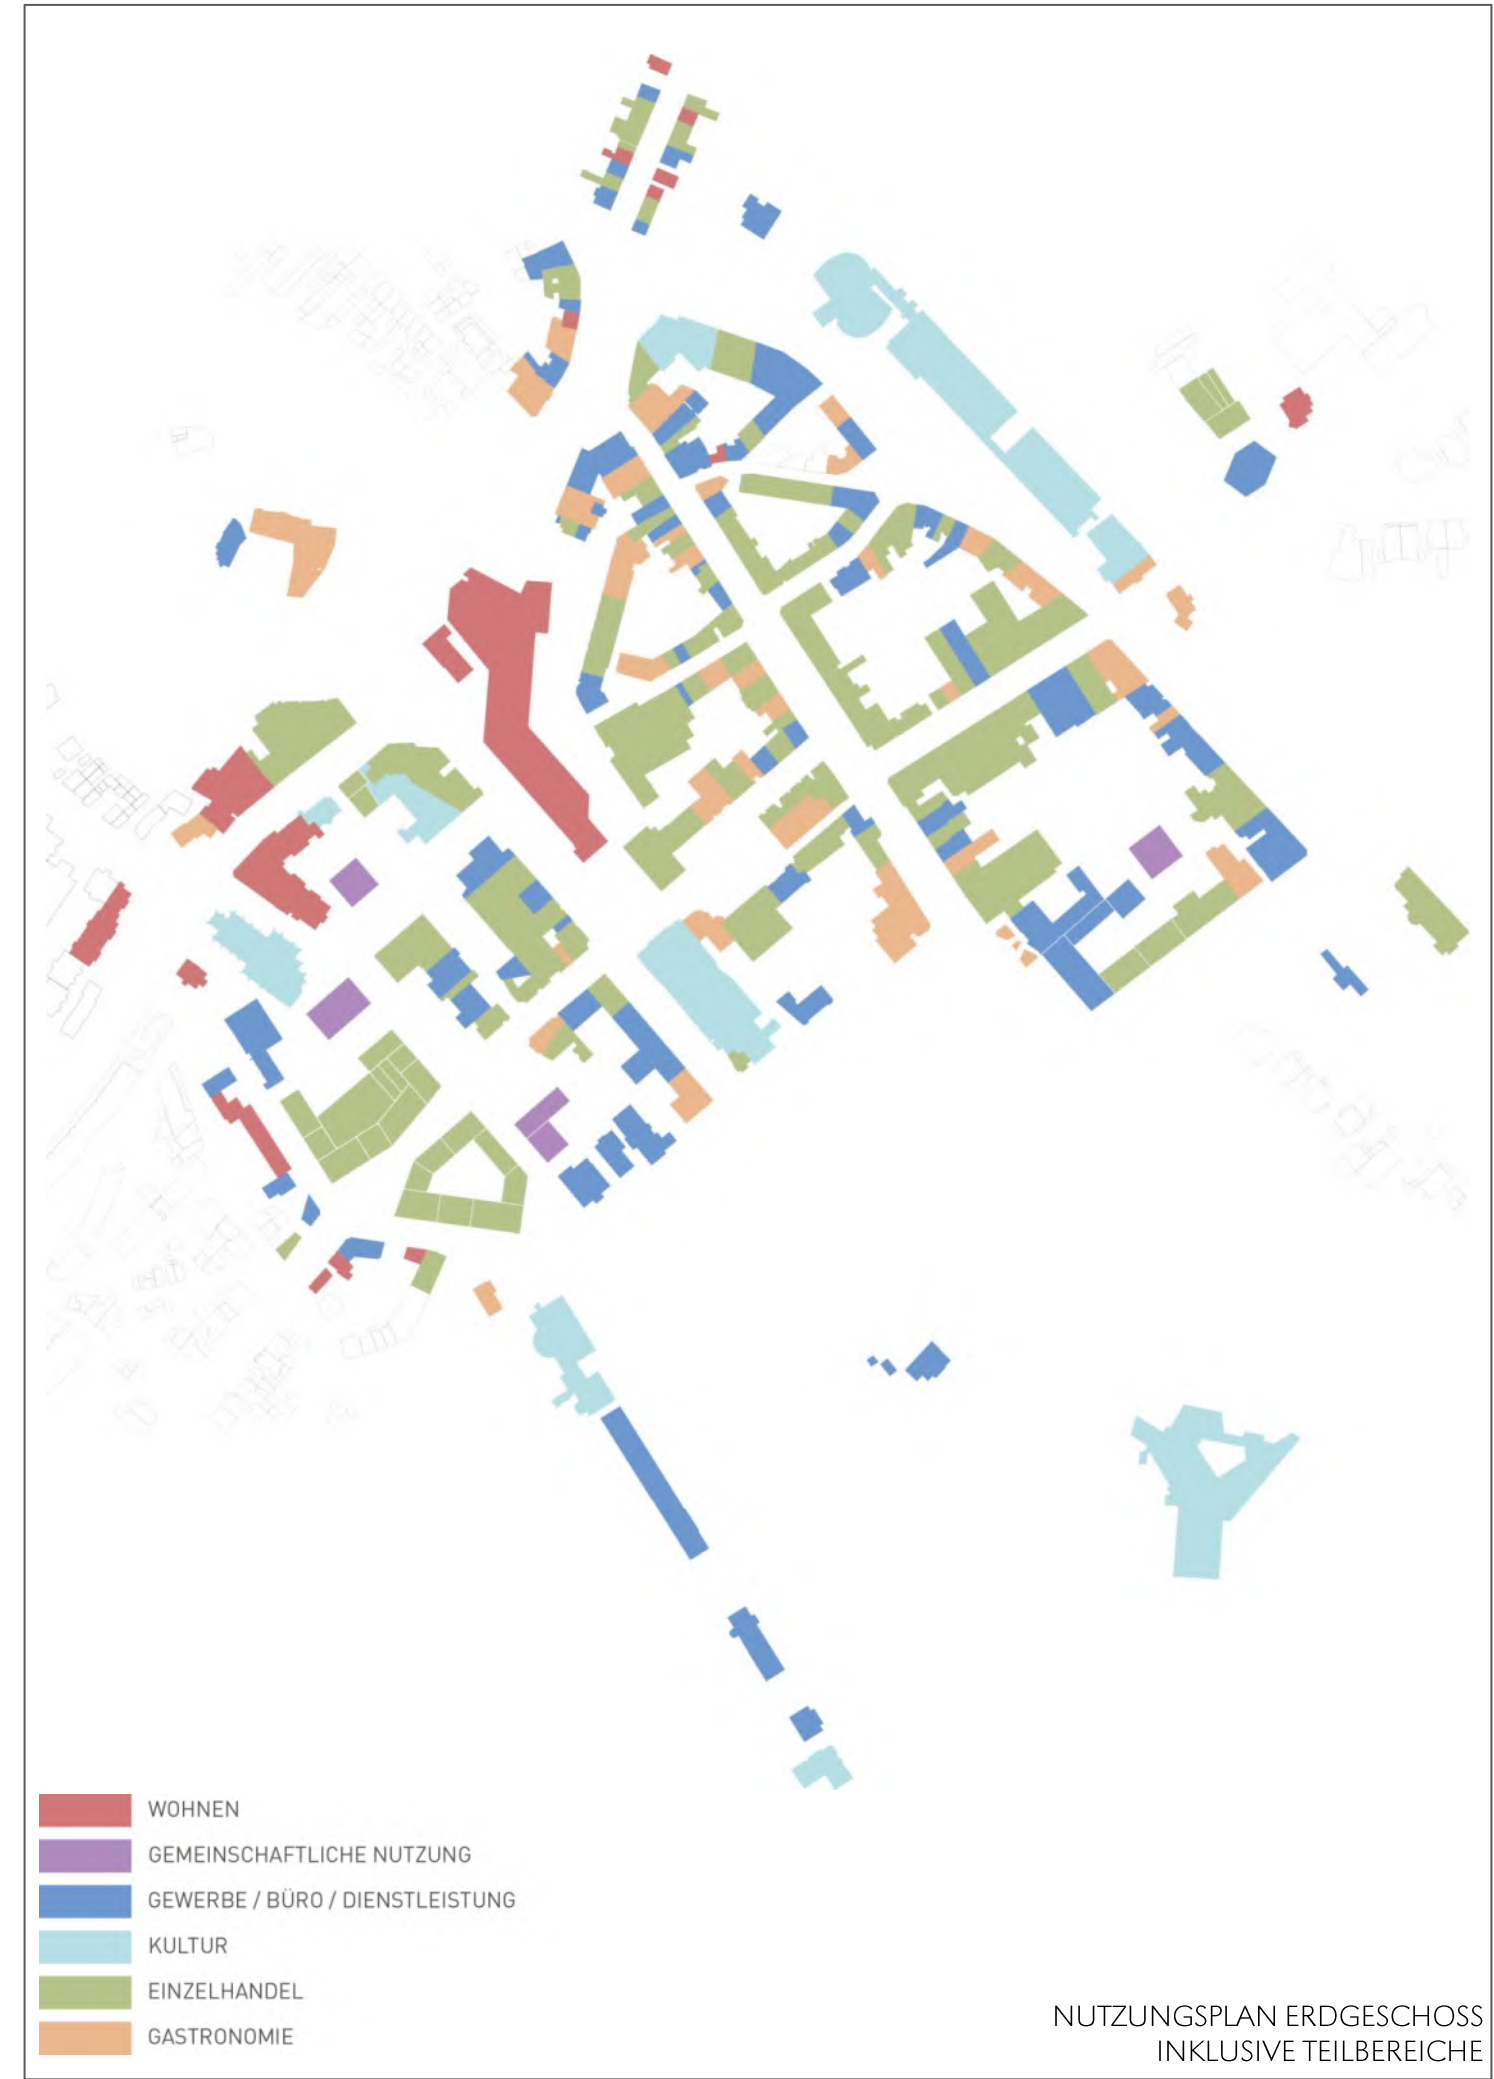 WOHNEN
GEMEINSCHAFTLICHE NUTZUNG
GEWERBE / BÜRO / DIENSTLEISTUNG
KULTUR
EINZELHANDEL
GASTRONOMIE
NUTZUNGSPLAN ERDGESCHOSS
INKLUSIVE TEILBEREICHE